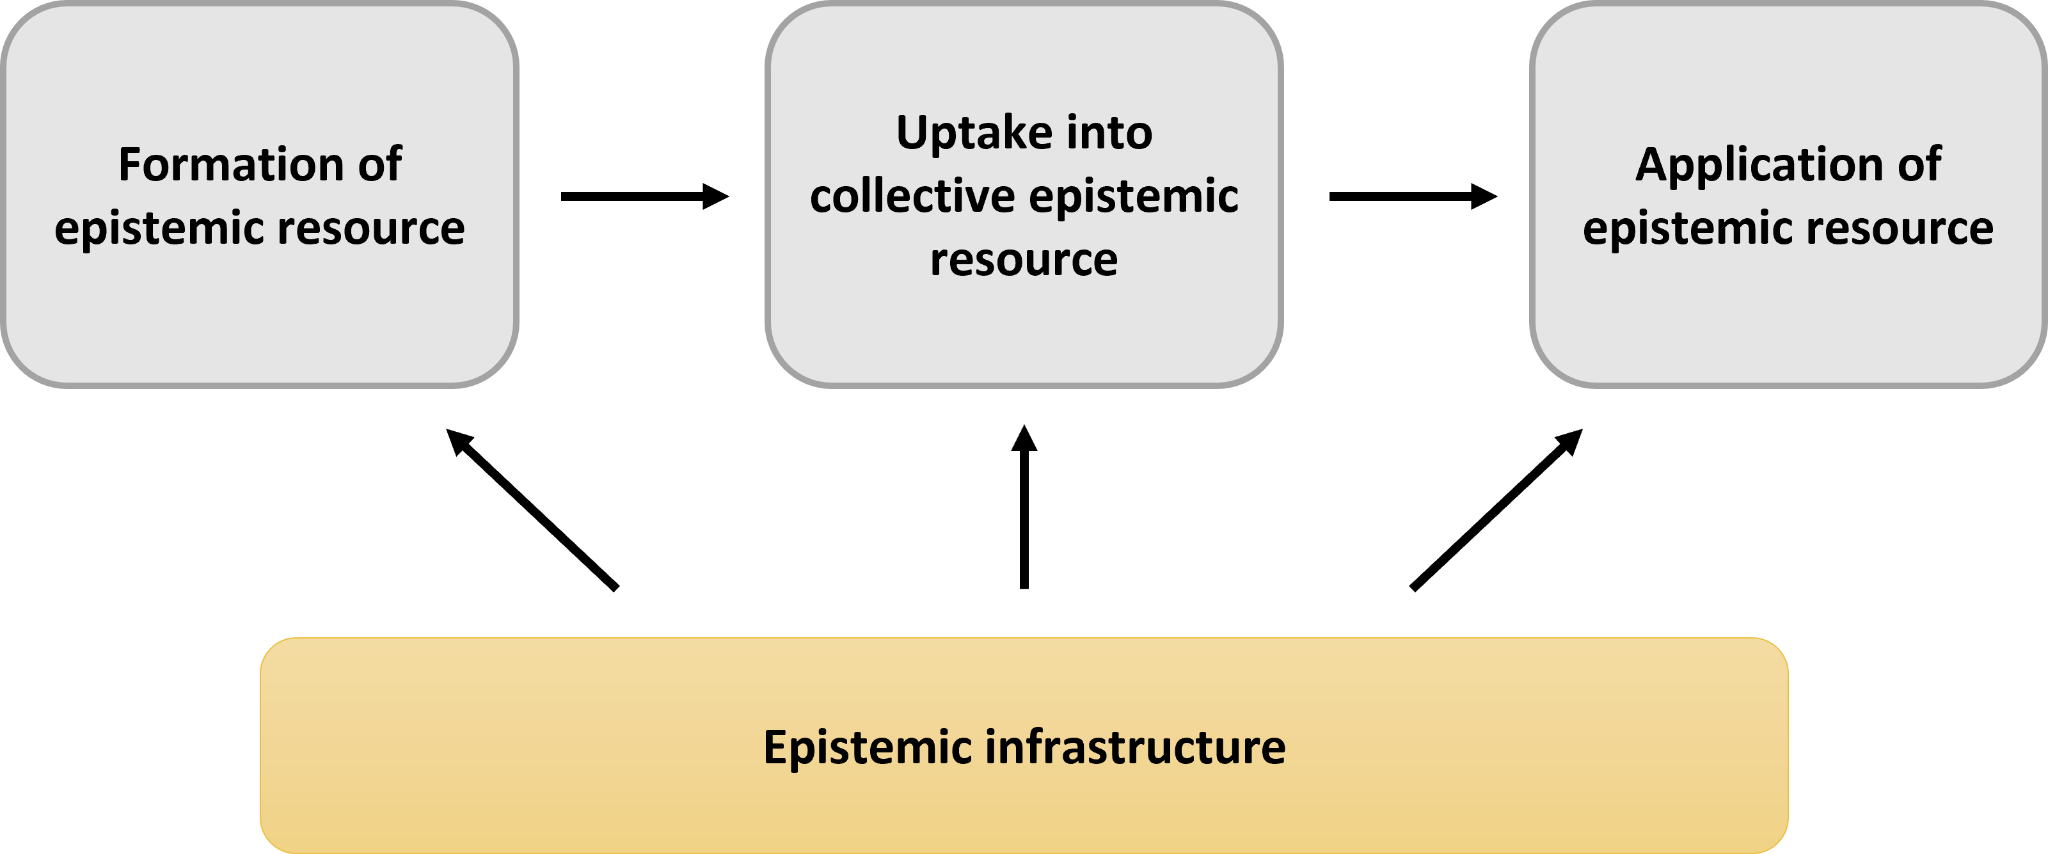 Formation of
epistemic resource
Uptake into
collective epistemic
resource
Application of
epistemic resource
Epistemic infrastructure